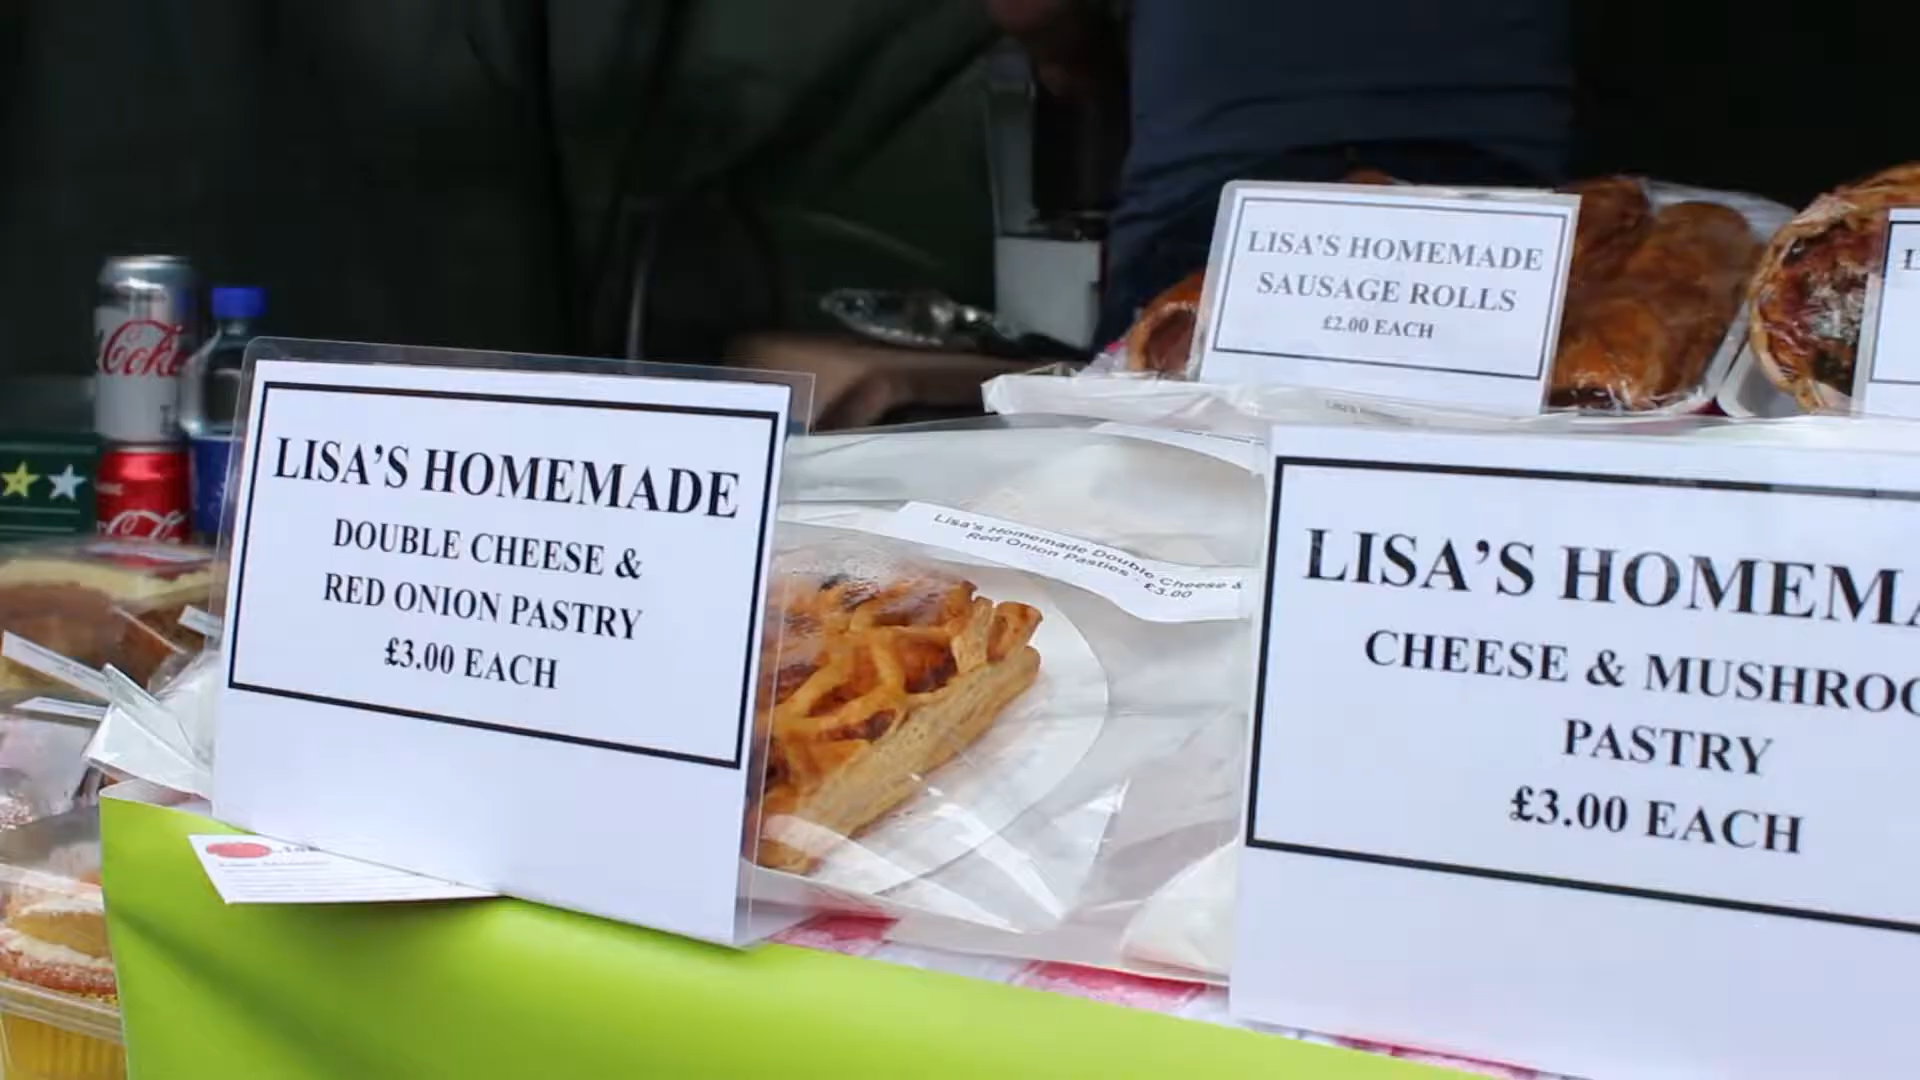 LISA'S HOMEMADE
SAUSAGE ROLLS
£2.00 EACH
Coke
LISA'S HOMEMADE
DOUBLE CHEESE &
RED ONION PASTRY
£3.00 EACH
Lisa's Homemade Double Cheese &
Red Onion Pasties - £3.00
LISA'S HOMEMA
CHEESE & MUSHROO
PASTRY
£3.00 EACH